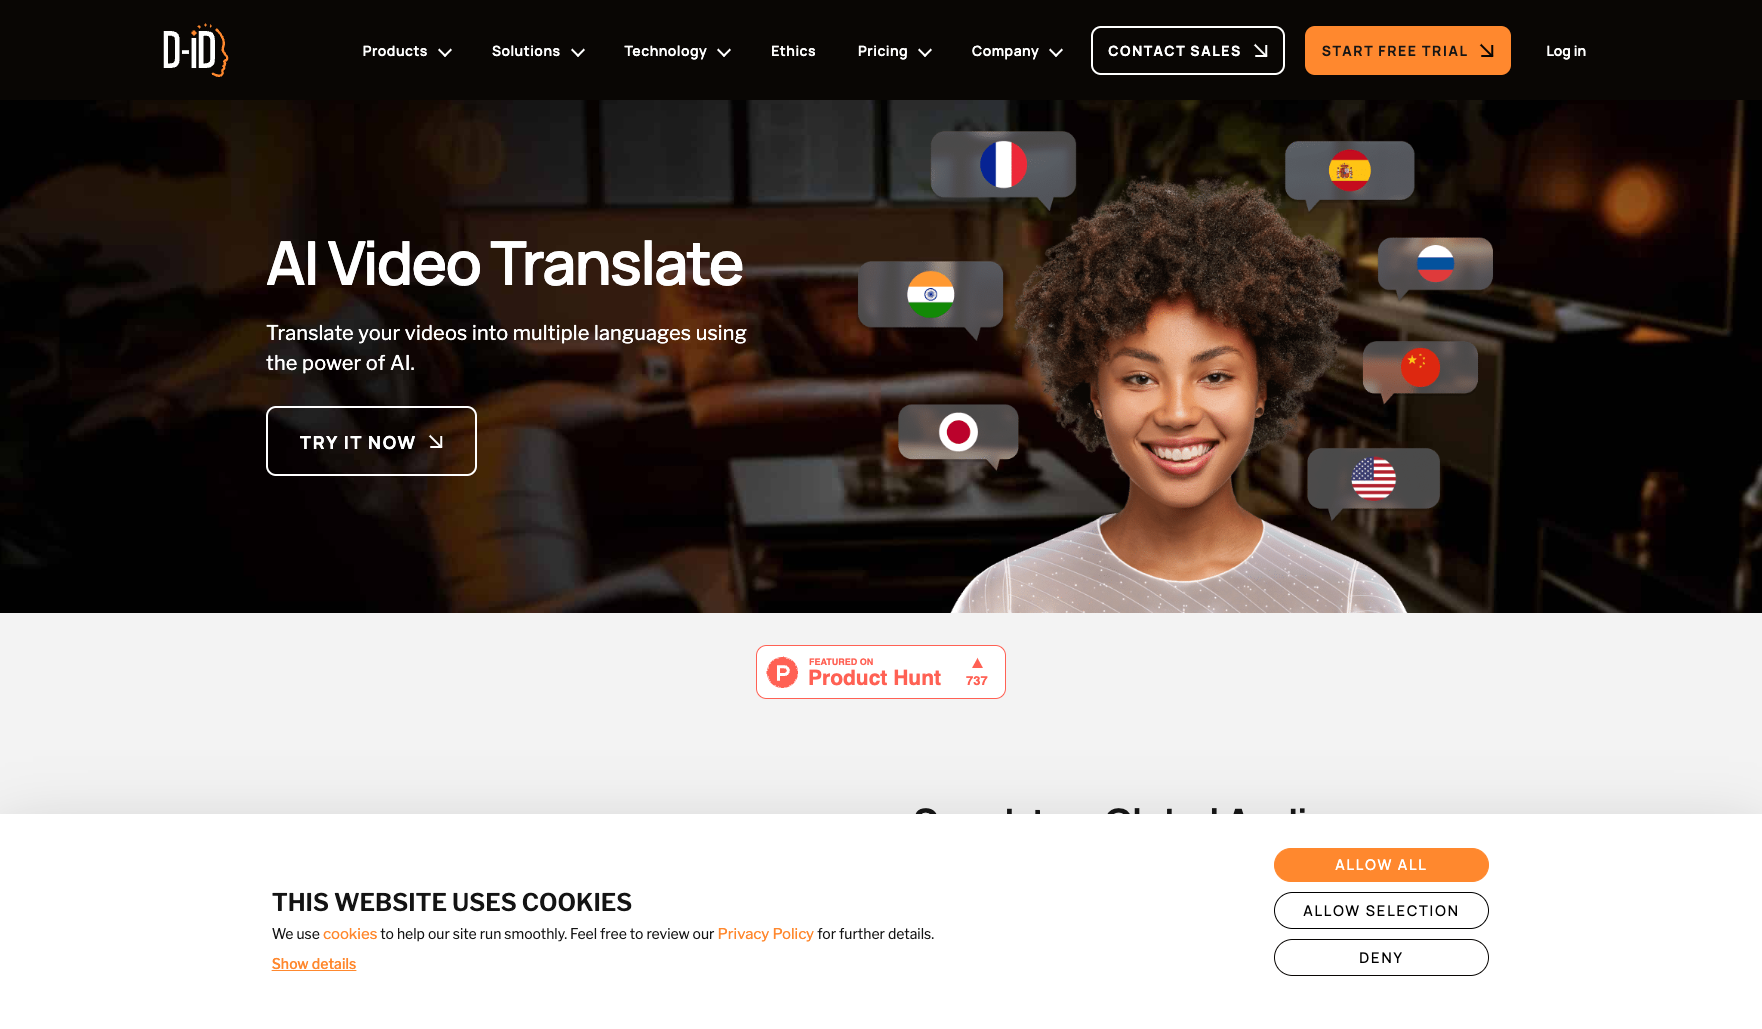 D-iD
Products
Solutions
Technology
Ethics
Pricing
Company
CONTACT SALES
START FREE TRIAL
Log in
AI Video Translate
Translate your videos into multiple languages using
the power of AI.
TRY IT NOW
P
FEATURED ON
Product Hunt
737
THIS WEBSITE USES COOKIES
We use cookies to help our site run smoothly. Feel free to review our Privacy Policy for further details.
Show details
ALLOW ALL
ALLOW SELECTION
DENY